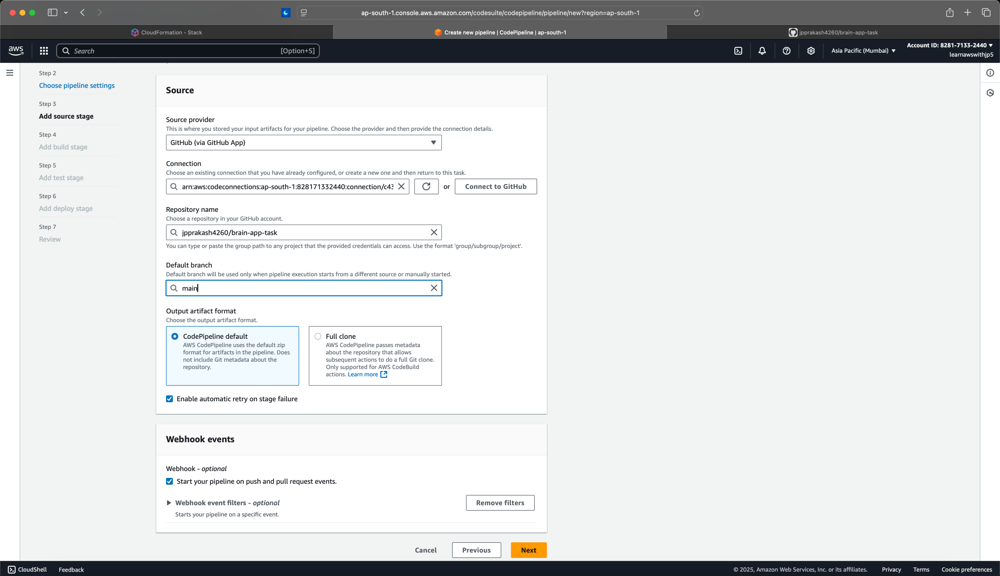 ap-south-1.console.aws.amazon.com/codesuite/codepipeline/pipeline/new?region=ap-south-1
CloudFormation - Stack
Create new pipeline | CodePipeline | ap-south-1
jpprakash4260/brain-app-task
aws
Search
[Option+S]
Asia Pacific (Mumbai)
Account ID: 8281-7133-2440
learnawswithjp5
Step 2
Choose pipeline settings
Step 3
Add source stage
Step 4
Add build stage
Step 5
Add test stage
Step 6
Add deploy stage
Step 7
Review
Source
Source provider
This is where you stored your input artifacts for your pipeline. Choose the provider and then provide the connection details.
GitHub (via GitHub App)
Connection
Choose an existing connection that you have already configured, or create a new one and then return to this task.
arn:aws:codeconnections:ap-south-1:828171332440:connection/c43
or
Connect to GitHub
Repository name
Choose a repository in your GitHub account.
jpprakash4260/brain-app-task
You can type or paste the group path to any project that the provided credentials can access. Use the format 'group/subgroup/project'.
Default branch
Default branch will be used only when pipeline execution starts from a different source or manually started.
main
Output artifact format
Choose the output artifact format.
CodePipeline default
AWS CodePipeline uses the default zip
format for artifacts in the pipeline. Does
not include Git metadata about the
repository.
Full clone
AWS CodePipeline passes metadata
about the repository that allows
subsequent actions to do a full Git clone.
Only supported for AWS CodeBuild
actions. Learn more
Enable automatic retry on stage failure
Webhook events
Webhook - optional
Start your pipeline on push and pull request events.
Webhook event filters - optional
Starts your pipeline on a specific event.
Remove filters
Cancel
Previous
Next
CloudShell
Feedback
© 2025, Amazon Web Services, Inc. or its affiliates.
Privacy
Terms
Cookie preferences